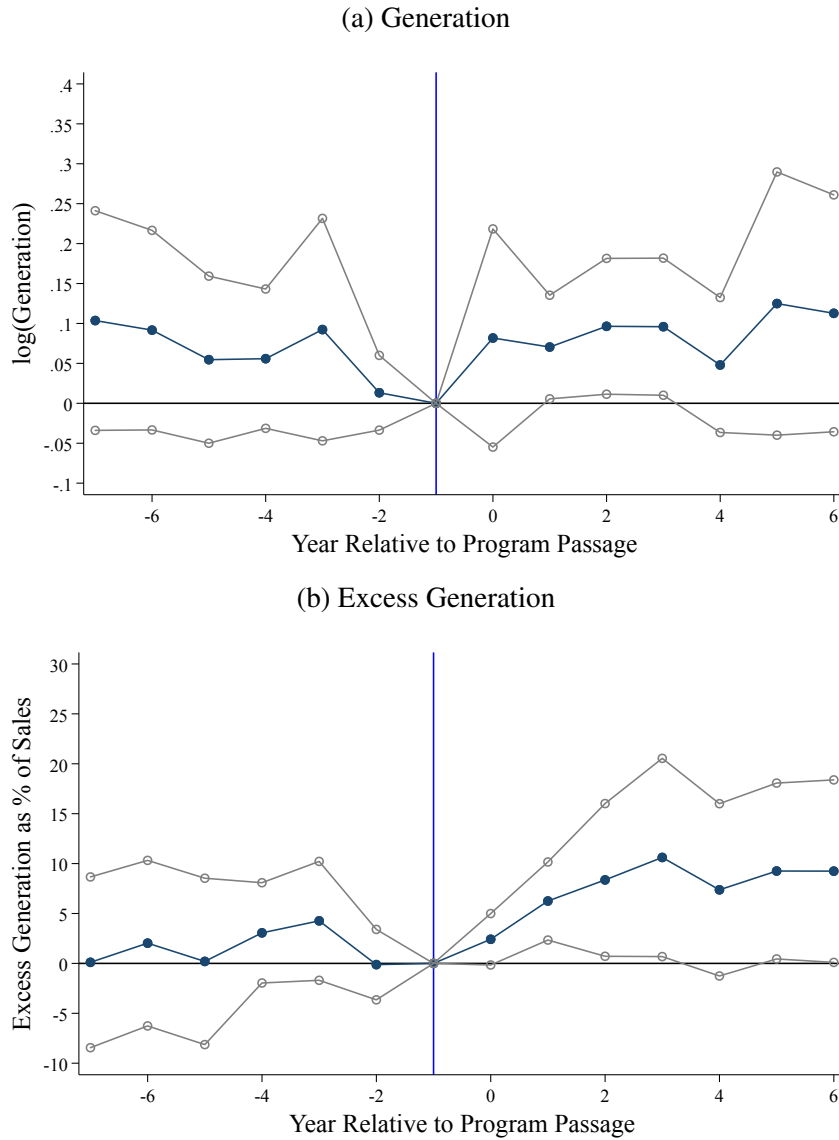 (a) Generation
.4
.35
.3
.25
.2
.15
.1
.05
0
-.05
-.1
log(Generation)
-6 -4 -2 0 2 4 6
Year Relative to Program Passage
(b) Excess Generation
30
25
20
15
10
5
0
-5
-10
Excess Generation as % of Sales
-6 -4 -2 0 2 4 6
Year Relative to Program Passage